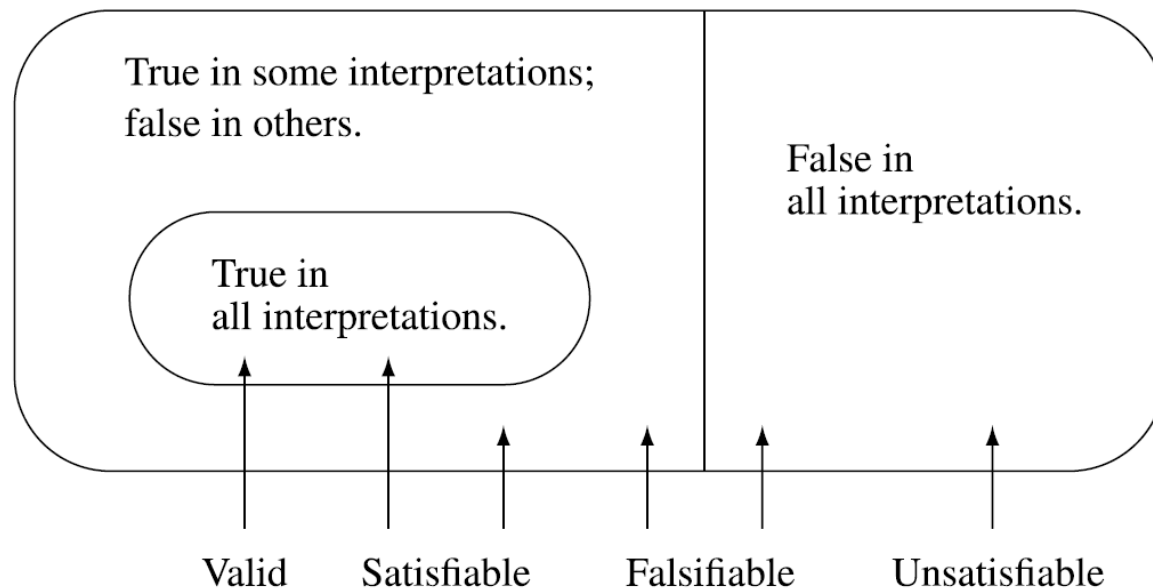 True in some interpretations;
false in others.
False in
all interpretations.
True in
all interpretations.
Valid Satisfiable Falsifiable Unsatisfiable